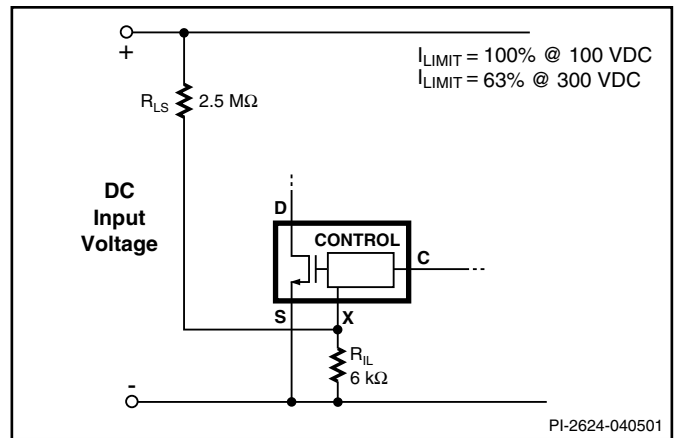 +
I_LIMIT = 100% @ 100 VDC
I_LIMIT = 63% @ 300 VDC
R_LS 2.5 MΩ
DC
Input
Voltage
D
CONTROL
C
S
X
R_IL
6 kΩ
-
PI-2624-040501